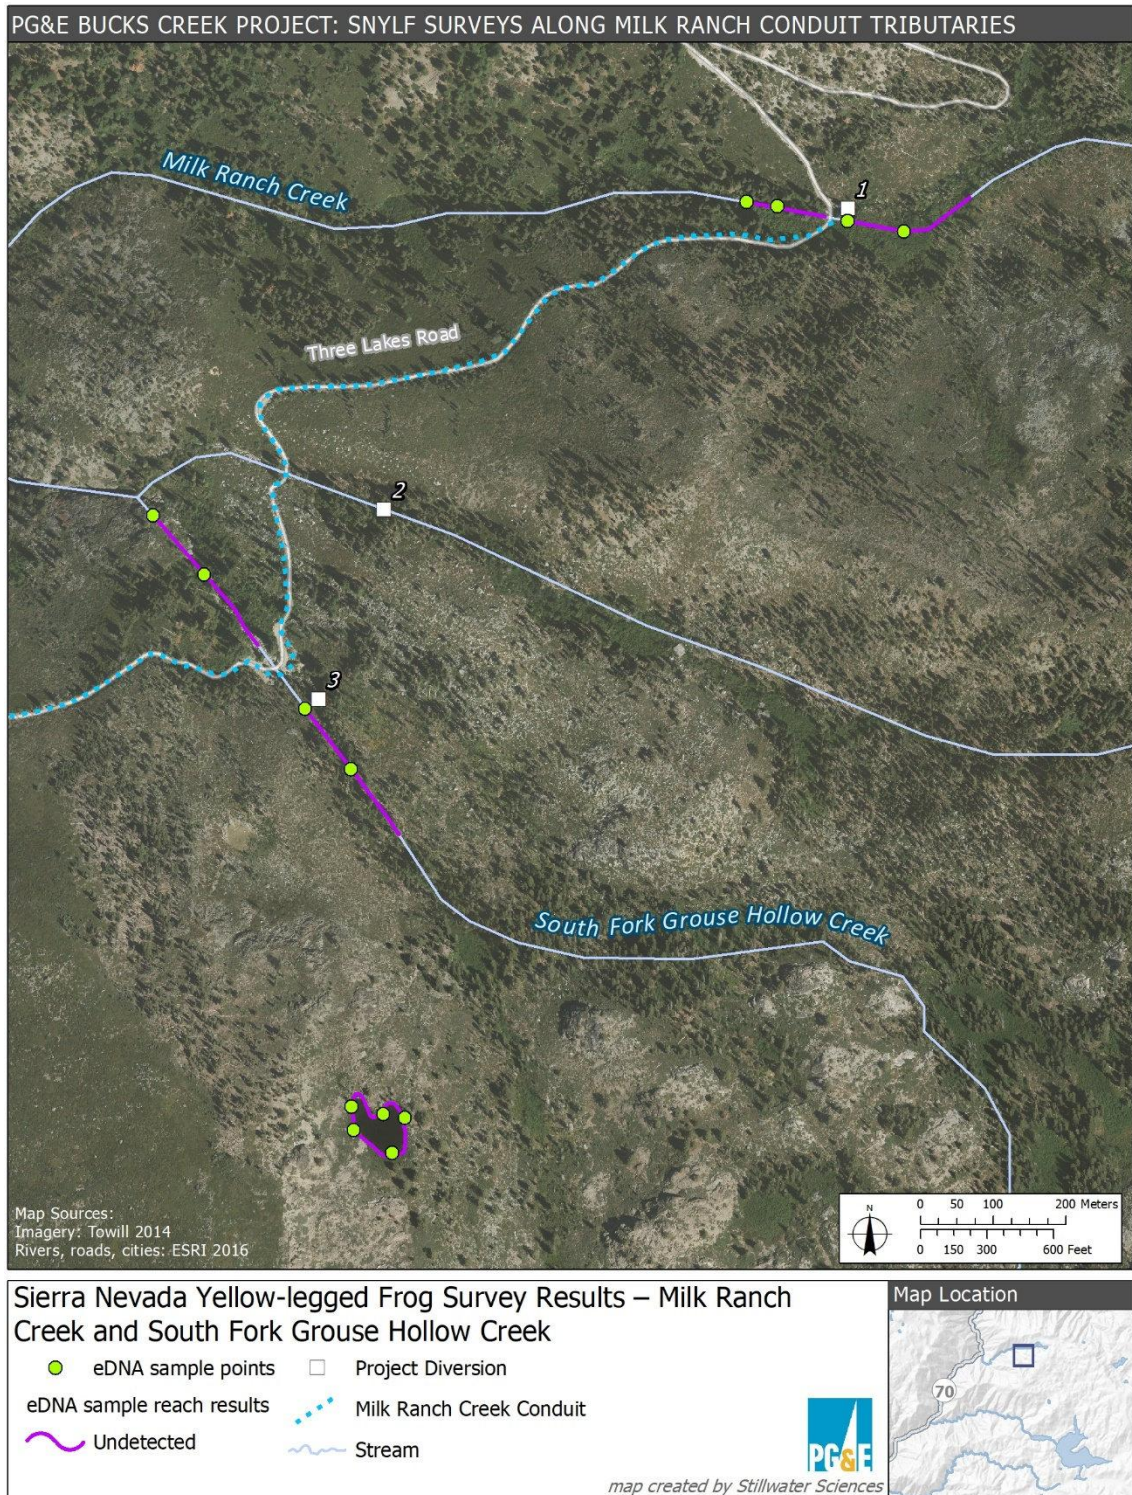 PG&E BUCKS CREEK PROJECT: SNYLF SURVEYS ALONG MILK RANCH CONDUIT TRIBUTARIES
Milk Ranch Creek
1
Three Lakes Road
2
3
South Fork Grouse Hollow Creek
Map Sources:
Imagery: Towill 2014
Rivers, roads, cities: ESRI 2016
N
0 50 100 200 Meters
0 150 300 600 Feet
Sierra Nevada Yellow-legged Frog Survey Results – Milk Ranch
Creek and South Fork Grouse Hollow Creek
eDNA sample points
Project Diversion
eDNA sample reach results
Milk Ranch Creek Conduit
Undetected
Stream
PG&E
map created by Stillwater Sciences
Map Location
70